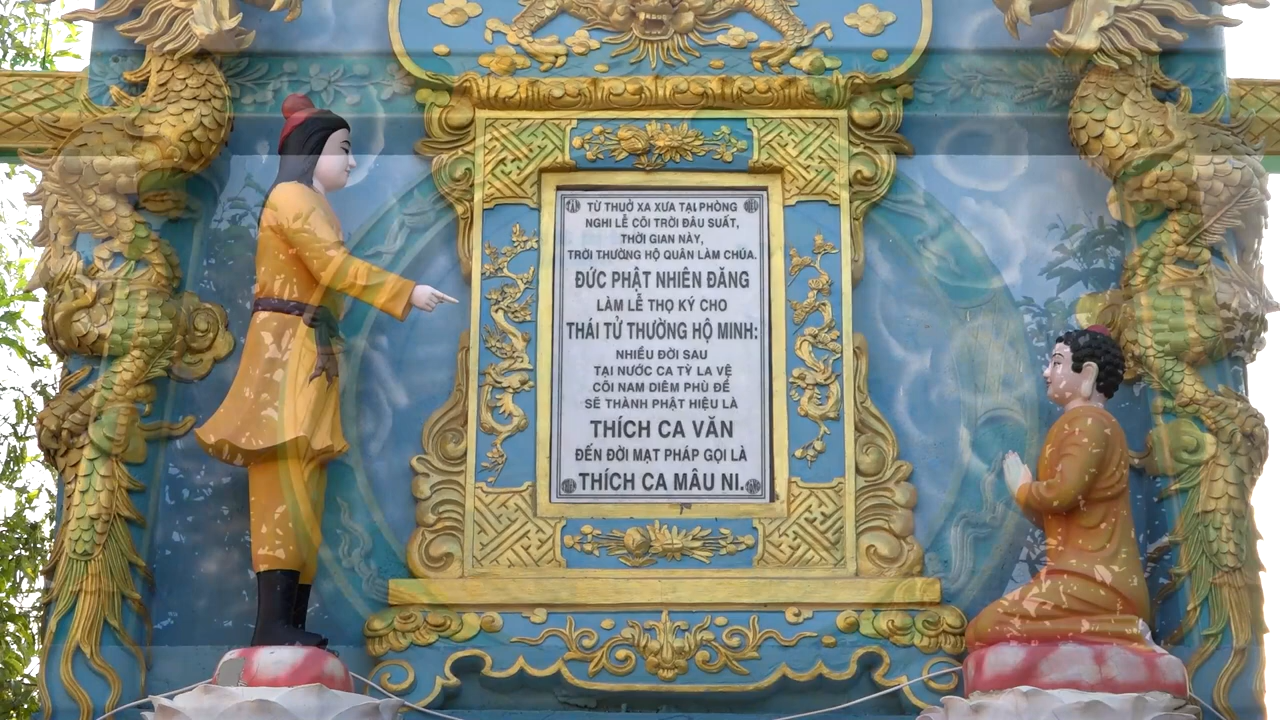 TỪ THUỞ XA XƯA TẠI PHÒNG
NGHI LỄ CÕI TRỜI ĐÂU SUẤT,
THỜI GIAN NÀY,
TRỜI THƯỜNG HỘ QUÂN LÀM CHÚA.
ĐỨC PHẬT NHIÊN ĐĂNG
LÀM LỄ THỌ KÝ CHO
THÁI TỬ THƯỜNG HỘ MINH:
NHIỀU ĐỜI SAU
TẠI NƯỚC CA TỲ LA VỆ
CÕI NAM DIÊM PHÙ ĐỀ
SẼ THÀNH PHẬT HIỆU LÀ
THÍCH CA VĂN
ĐẾN ĐỜI MẠT PHÁP GỌI LÀ
THÍCH CA MÂU NI.